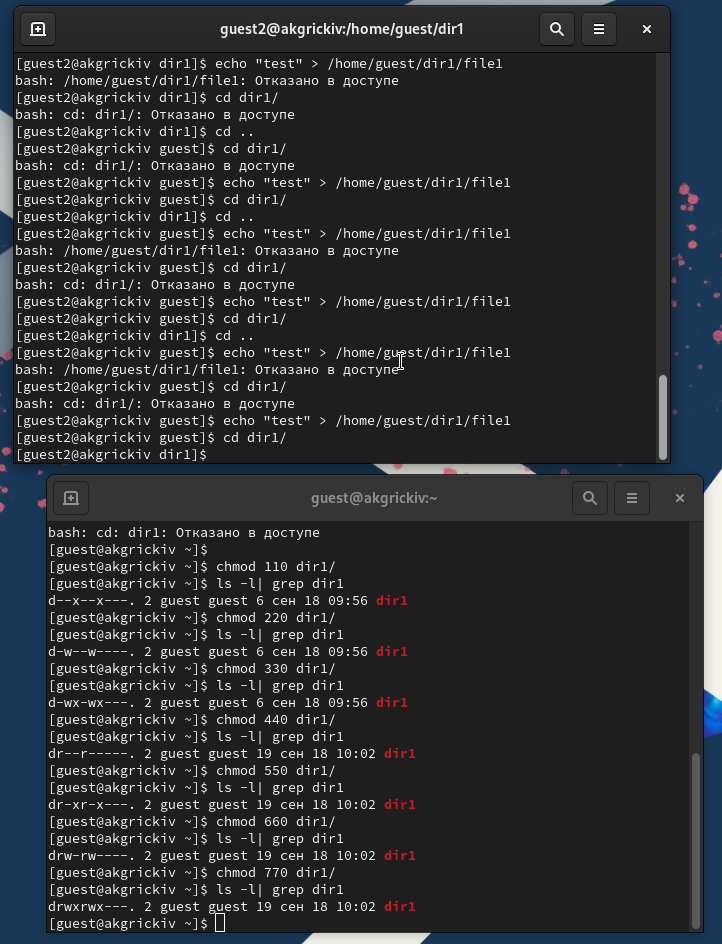 guest2@akgrickiv:/home/guest/dir1
[guest2@akgrickiv dir1]$ echo "test" > /home/guest/dir1/file1
bash: /home/guest/dir1/file1: Отказано в доступе
[guest2@akgrickiv dir1]$ cd dir1/
bash: cd: dir1/: Отказано в доступе
[guest2@akgrickiv dir1]$ cd ..
[guest2@akgrickiv guest]$ cd dir1/
bash: cd: dir1/: Отказано в доступе
[guest2@akgrickiv guest]$ echo "test" > /home/guest/dir1/file1
[guest2@akgrickiv guest]$ cd dir1/
[guest2@akgrickiv dir1]$ cd ..
[guest2@akgrickiv guest]$ echo "test" > /home/guest/dir1/file1
bash: /home/guest/dir1/file1: Отказано в доступе
[guest2@akgrickiv guest]$ cd dir1/
bash: cd: dir1/: Отказано в доступе
[guest2@akgrickiv guest]$ echo "test" > /home/guest/dir1/file1
[guest2@akgrickiv guest]$ cd dir1/
[guest2@akgrickiv dir1]$ cd ..
[guest2@akgrickiv guest]$ echo "test" > /home/guest/dir1/file1
bash: /home/guest/dir1/file1: Отказано в доступе
[guest2@akgrickiv guest]$ cd dir1/
bash: cd: dir1/: Отказано в доступе
[guest2@akgrickiv guest]$ echo "test" > /home/guest/dir1/file1
[guest2@akgrickiv guest]$ cd dir1/
[guest2@akgrickiv dir1]$
guest@akgrickiv:~
bash: cd: dir1: Отказано в доступе
[guest@akgrickiv ~]$
[guest@akgrickiv ~]$ chmod 110 dir1/
[guest@akgrickiv ~]$ ls -l| grep dir1
d--x--x---. 2 guest guest 6 сен 18 09:56 dir1
[guest@akgrickiv ~]$ chmod 220 dir1/
[guest@akgrickiv ~]$ ls -l| grep dir1
d-w--w----. 2 guest guest 6 сен 18 09:56 dir1
[guest@akgrickiv ~]$ chmod 330 dir1/
[guest@akgrickiv ~]$ ls -l| grep dir1
d-wx-wx---. 2 guest guest 6 сен 18 09:56 dir1
[guest@akgrickiv ~]$ chmod 440 dir1/
[guest@akgrickiv ~]$ ls -l| grep dir1
dr--r-----. 2 guest guest 19 сен 18 10:02 dir1
[guest@akgrickiv ~]$ chmod 550 dir1/
[guest@akgrickiv ~]$ ls -l| grep dir1
dr-xr-x---. 2 guest guest 19 сен 18 10:02 dir1
[guest@akgrickiv ~]$ chmod 660 dir1/
[guest@akgrickiv ~]$ ls -l| grep dir1
drw-rw----. 2 guest guest 19 сен 18 10:02 dir1
[guest@akgrickiv ~]$ chmod 770 dir1/
[guest@akgrickiv ~]$ ls -l| grep dir1
drwxrwx---. 2 guest guest 19 сен 18 10:02 dir1
[guest@akgrickiv ~]$